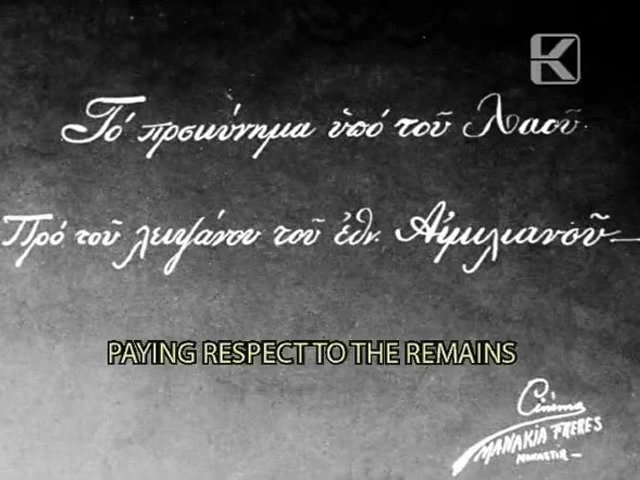 K
Τό πρσκύνημα ὑπό τοῦ Λαοῦ.
Πρό τοῦ λειψάνου τοῦ ἐθν. Αἰμιλιανοῦ—
PAYING RESPECT TO THE REMAINS
Cinéma
MANAKIA FRERES
MONASTIR —